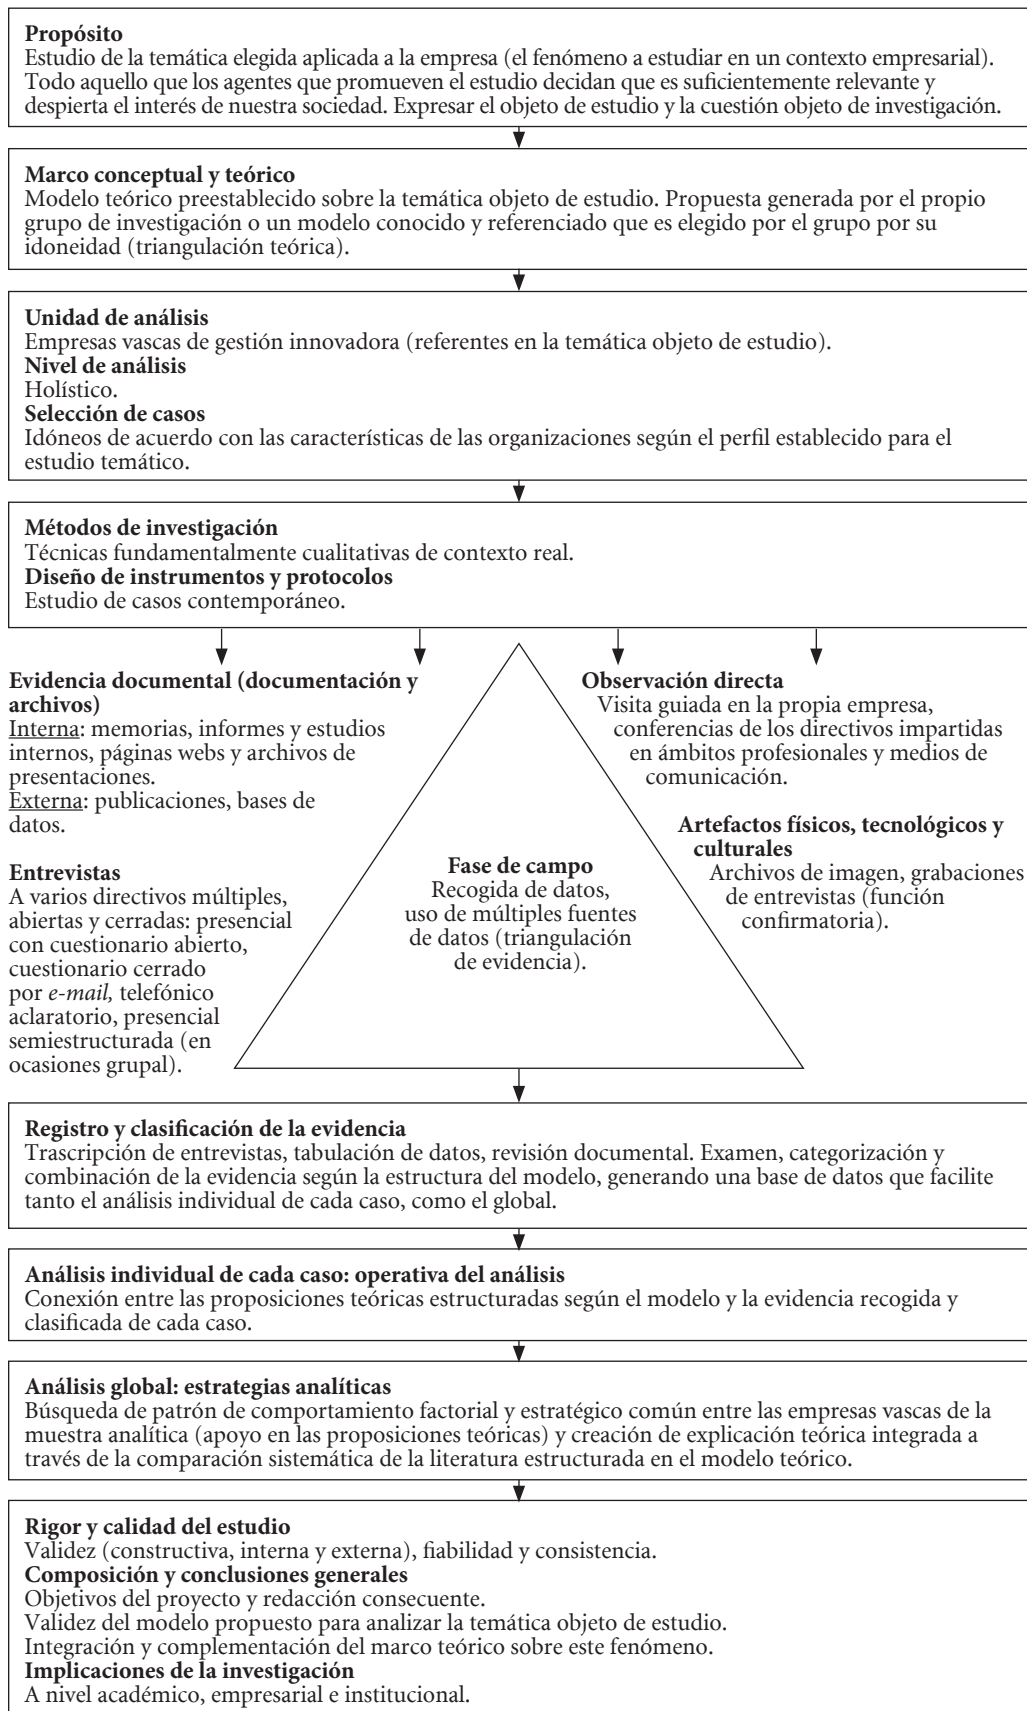 Propósito
Estudio de la temática elegida aplicada a la empresa (el fenómeno a estudiar en un contexto empresarial).
Todo aquello que los agentes que promueven el estudio decidan que es suficientemente relevante y
despierta el interés de nuestra sociedad. Expresar el objeto de estudio y la cuestión objeto de investigación.
Marco conceptual y teórico
Modelo teórico preestablecido sobre la temática objeto de estudio. Propuesta generada por el propio
grupo de investigación o un modelo conocido y referenciado que es elegido por el grupo por su
idoneidad (triangulación teórica).
Unidad de análisis
Empresas vascas de gestión innovadora (referentes en la temática objeto de estudio).
Nivel de análisis
Holístico.
Selección de casos
Idóneos de acuerdo con las características de las organizaciones según el perfil establecido para el
estudio temático.
Métodos de investigación
Técnicas fundamentalmente cualitativas de contexto real.
Diseño de instrumentos y protocolos
Estudio de casos contemporáneo.
Evidencia documental (documentación y
archivos)
Interna: memorias, informes y estudios
internos, páginas webs y archivos de
presentaciones.
Externa: publicaciones, bases de
datos.
Entrevistas
A varios directivos múltiples,
abiertas y cerradas: presencial
con cuestionario abierto,
cuestionario cerrado
por e-mail, telefónico
aclaratorio, presencial
semiestructurada (en
ocasiones grupal).
Fase de campo
Recogida de datos,
uso de múltiples fuentes
de datos (triangulación
de evidencia).
Observación directa
Visita guiada en la propia empresa,
conferencias de los directivos impartidas
en ámbitos profesionales y medios de
comunicación.
Artefactos físicos, tecnológicos y
culturales
Archivos de imagen, grabaciones
de entrevistas (función
confirmatoria).
Registro y clasificación de la evidencia
Trascripción de entrevistas, tabulación de datos, revisión documental. Examen, categorización y
combinación de la evidencia según la estructura del modelo, generando una base de datos que facilite
tanto el análisis individual de cada caso, como el global.
Análisis individual de cada caso: operativa del análisis
Conexión entre las proposiciones teóricas estructuradas según el modelo y la evidencia recogida y
clasificada de cada caso.
Análisis global: estrategias analíticas
Búsqueda de patrón de comportamiento factorial y estratégico común entre las empresas vascas de la
muestra analítica (apoyo en las proposiciones teóricas) y creación de explicación teórica integrada a
través de la comparación sistemática de la literatura estructurada en el modelo teórico.
Rigor y calidad del estudio
Validez (constructiva, interna y externa), fiabilidad y consistencia.
Composición y conclusiones generales
Objetivos del proyecto y redacción consecuente.
Validez del modelo propuesto para analizar la temática objeto de estudio.
Integración y complementación del marco teórico sobre este fenómeno.
Implicaciones de la investigación
A nivel académico, empresarial e institucional.